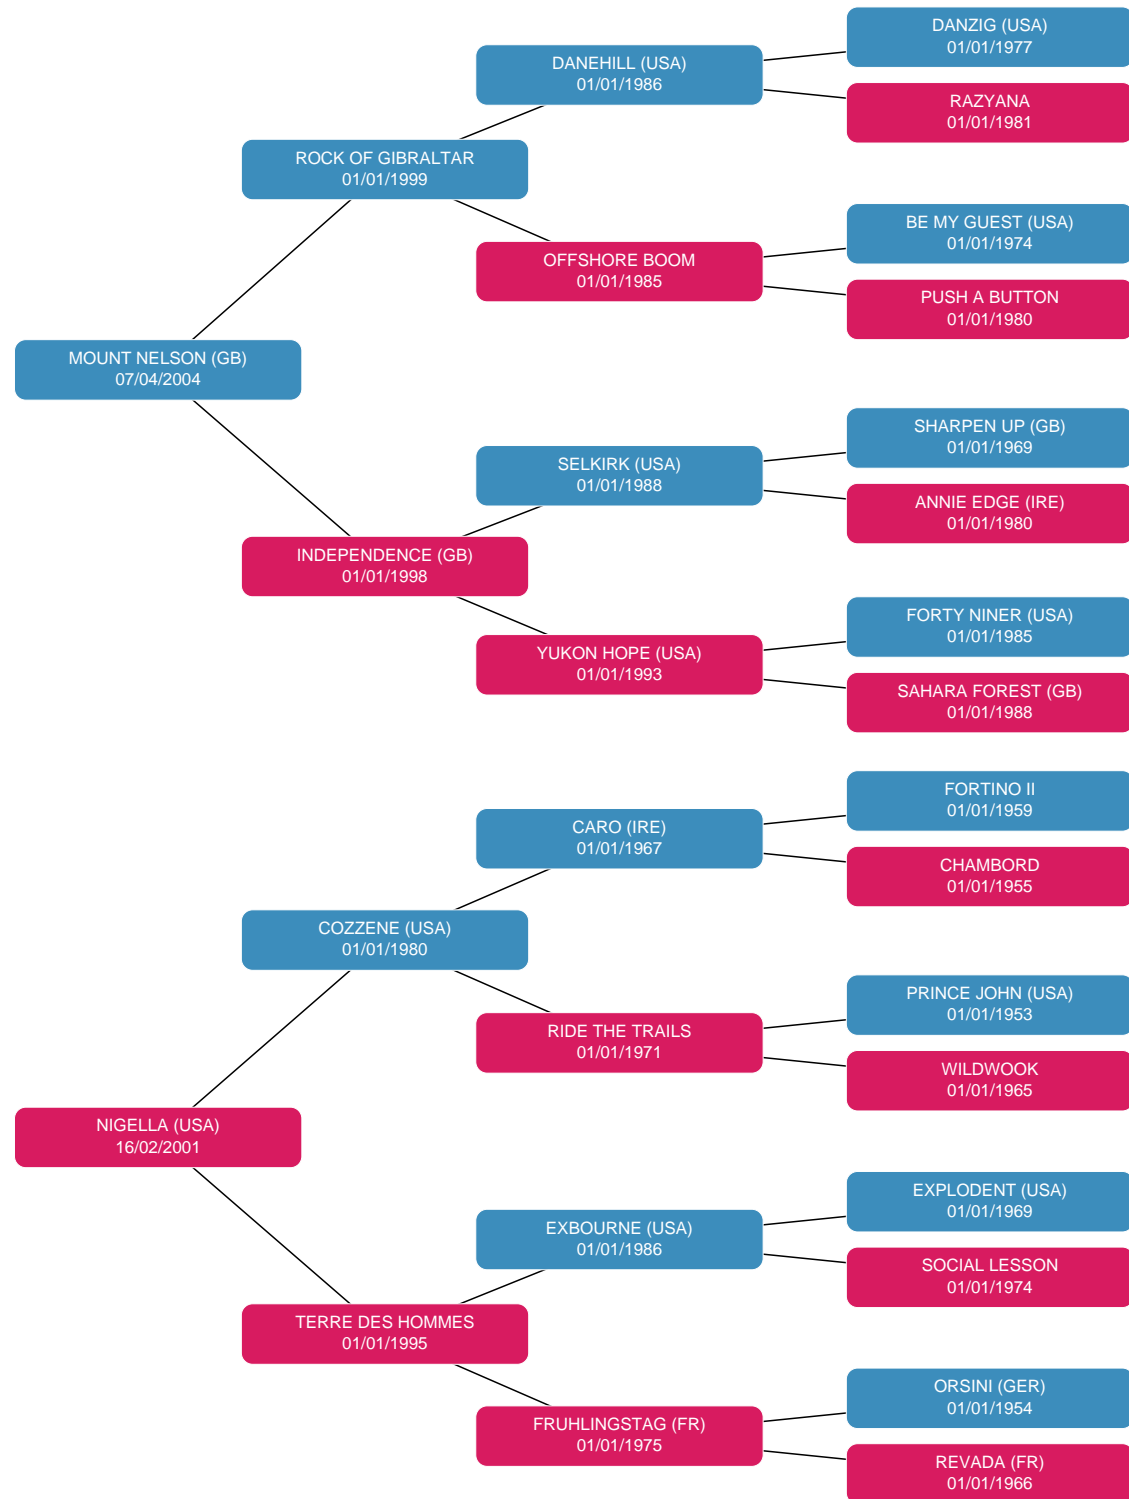 DANZIG (USA)
01/01/1977
DANEHILL (USA)
01/01/1986
RAZYANA
01/01/1981
ROCK OF GIBRALTAR
01/01/1999
BE MY GUEST (USA)
01/01/1974
OFFSHORE BOOM
01/01/1985
PUSH A BUTTON
01/01/1980
MOUNT NELSON (GB)
07/04/2004
SHARPEN UP (GB)
01/01/1969
SELKIRK (USA)
01/01/1988
ANNIE EDGE (IRE)
01/01/1980
INDEPENDENCE (GB)
01/01/1998
FORTY NINER (USA)
01/01/1985
YUKON HOPE (USA)
01/01/1993
SAHARA FOREST (GB)
01/01/1988
FORTINO II
01/01/1959
CARO (IRE)
01/01/1967
CHAMBORD
01/01/1955
COZZENE (USA)
01/01/1980
PRINCE JOHN (USA)
01/01/1953
RIDE THE TRAILS
01/01/1971
WILDWOOK
01/01/1965
NIGELLA (USA)
16/02/2001
EXPLODENT (USA)
01/01/1969
EXBOURNE (USA)
01/01/1986
SOCIAL LESSON
01/01/1974
TERRE DES HOMMES
01/01/1995
ORSINI (GER)
01/01/1954
FRUHLINGSTAG (FR)
01/01/1975
REVADA (FR)
01/01/1966